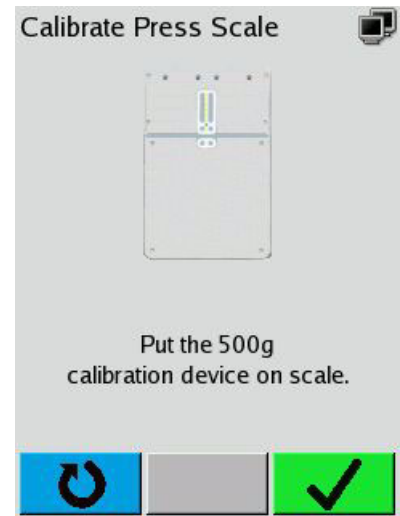 Calibrate Press Scale
Put the 500g
calibration device on scale.